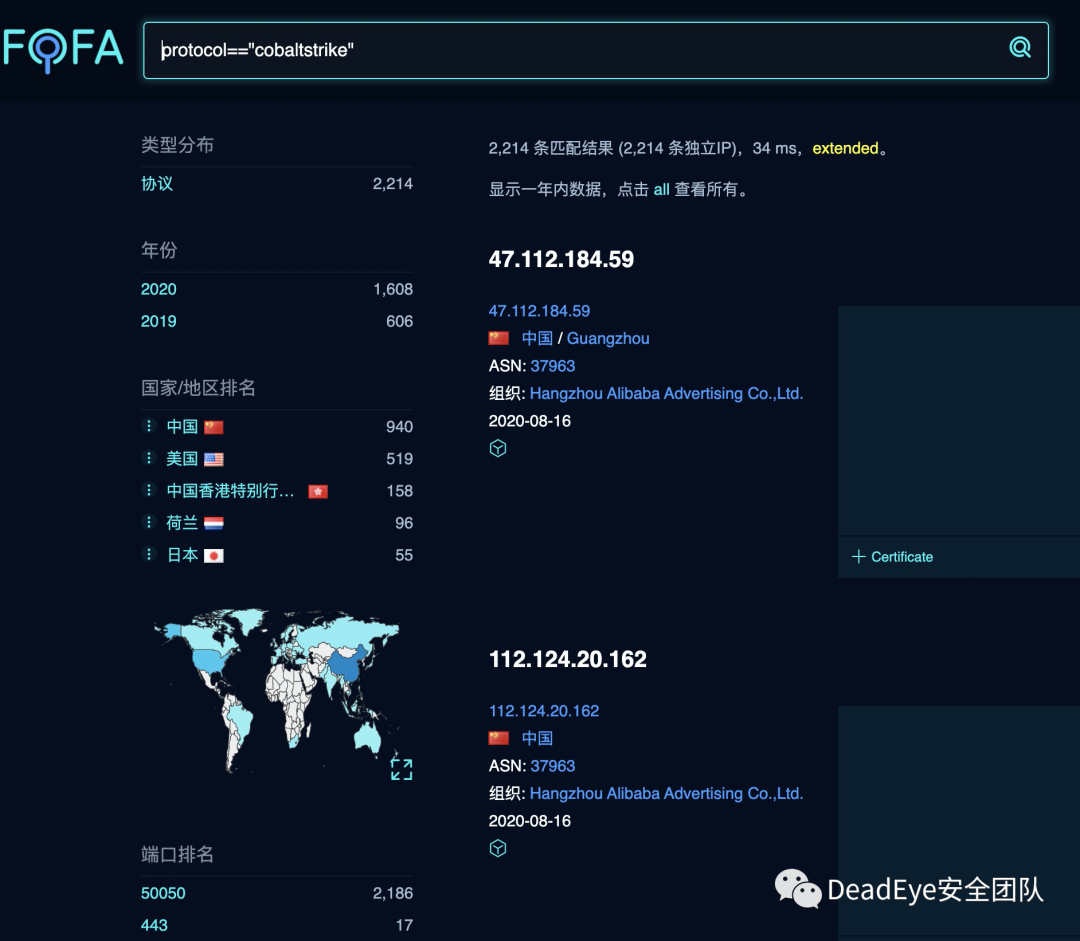 FOFA
protocol=="cobaltstrike"
类型分布
协议 2,214
年份
2020 1,608
2019 606
国家/地区排名
中国 940
美国 519
中国香港特别行… 158
荷兰 96
日本 55
端口排名
50050 2,186
443 17
2,214 条匹配结果 (2,214 条独立IP)，34 ms，extended。
显示一年内数据，点击 all 查看所有。
47.112.184.59
47.112.184.59
中国 / Guangzhou
ASN: 37963
组织: Hangzhou Alibaba Advertising Co.,Ltd.
2020-08-16
Certificate
112.124.20.162
112.124.20.162
中国
ASN: 37963
组织: Hangzhou Alibaba Advertising Co.,Ltd.
2020-08-16
DeadEye安全团队